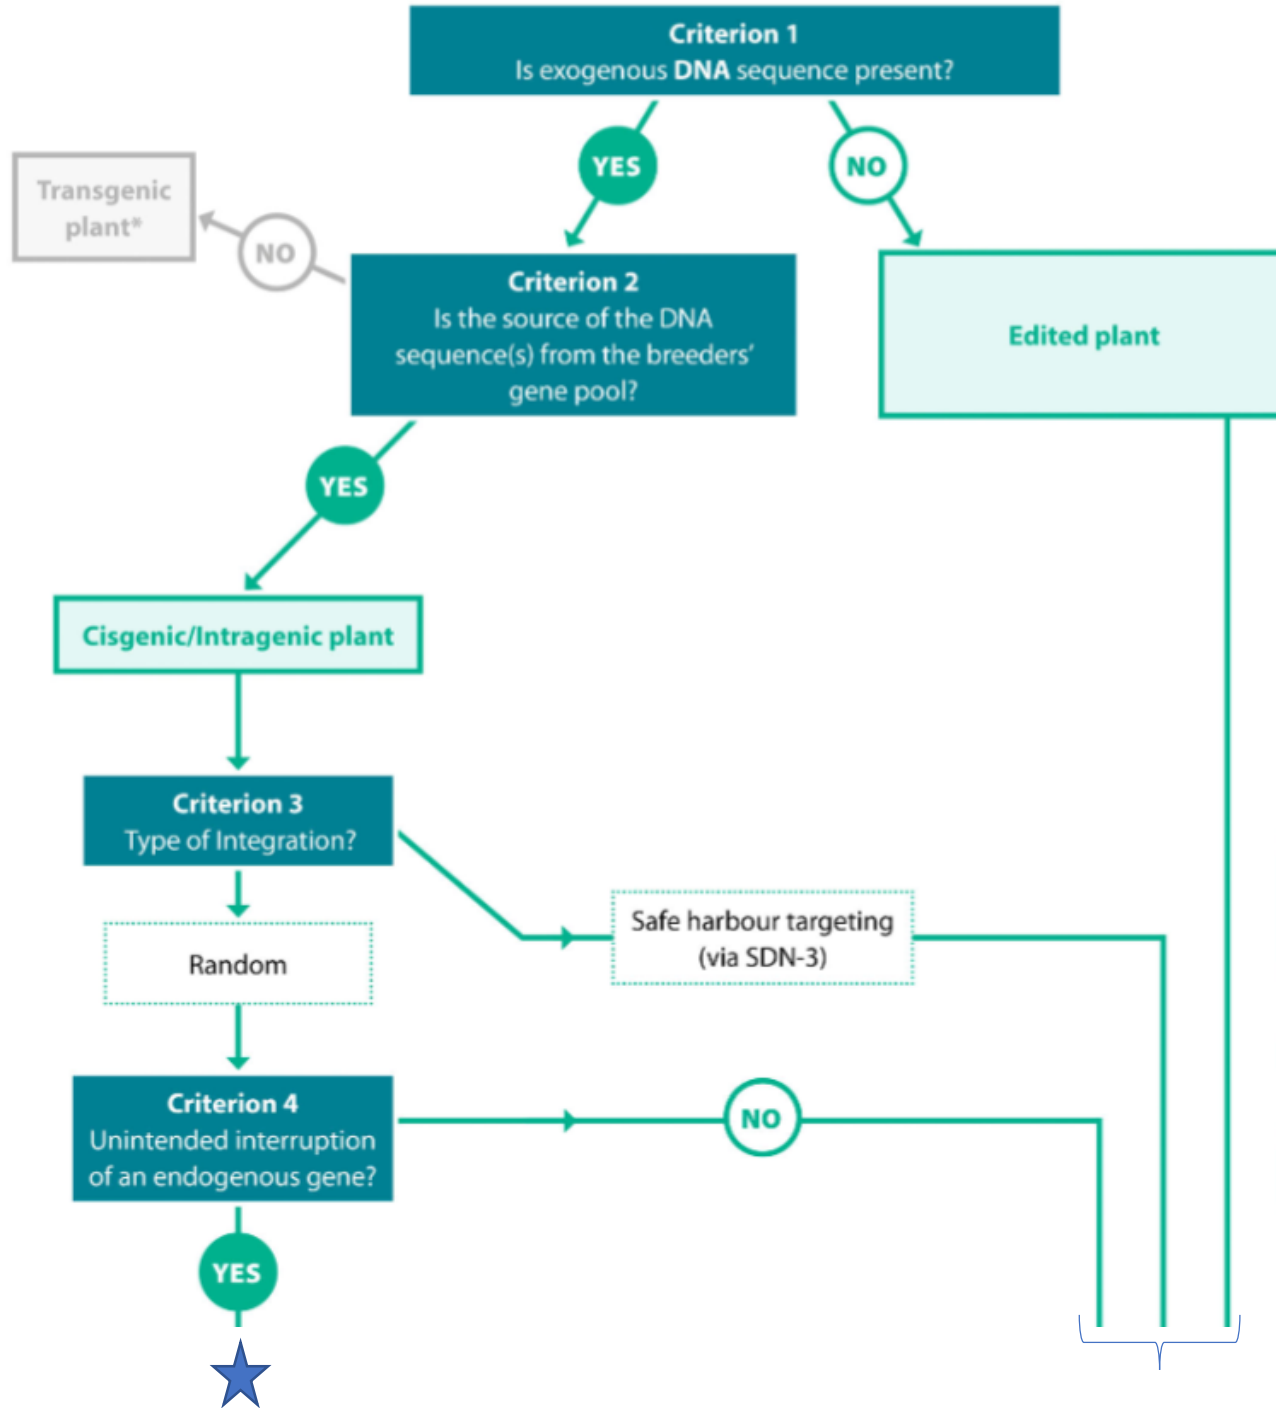 Criterion 1
Is exogenous DNA sequence present?
YES
NO
Transgenic
plant*
NO
Criterion 2
Is the source of the DNA
sequence(s) from the breeders'
gene pool?
Edited plant
YES
Cisgenic/Intragenic plant
Criterion 3
Type of Integration?
Safe harbour targeting
(via SDN-3)
Random
Criterion 4
Unintended interruption
of an endogenous gene?
NO
YES